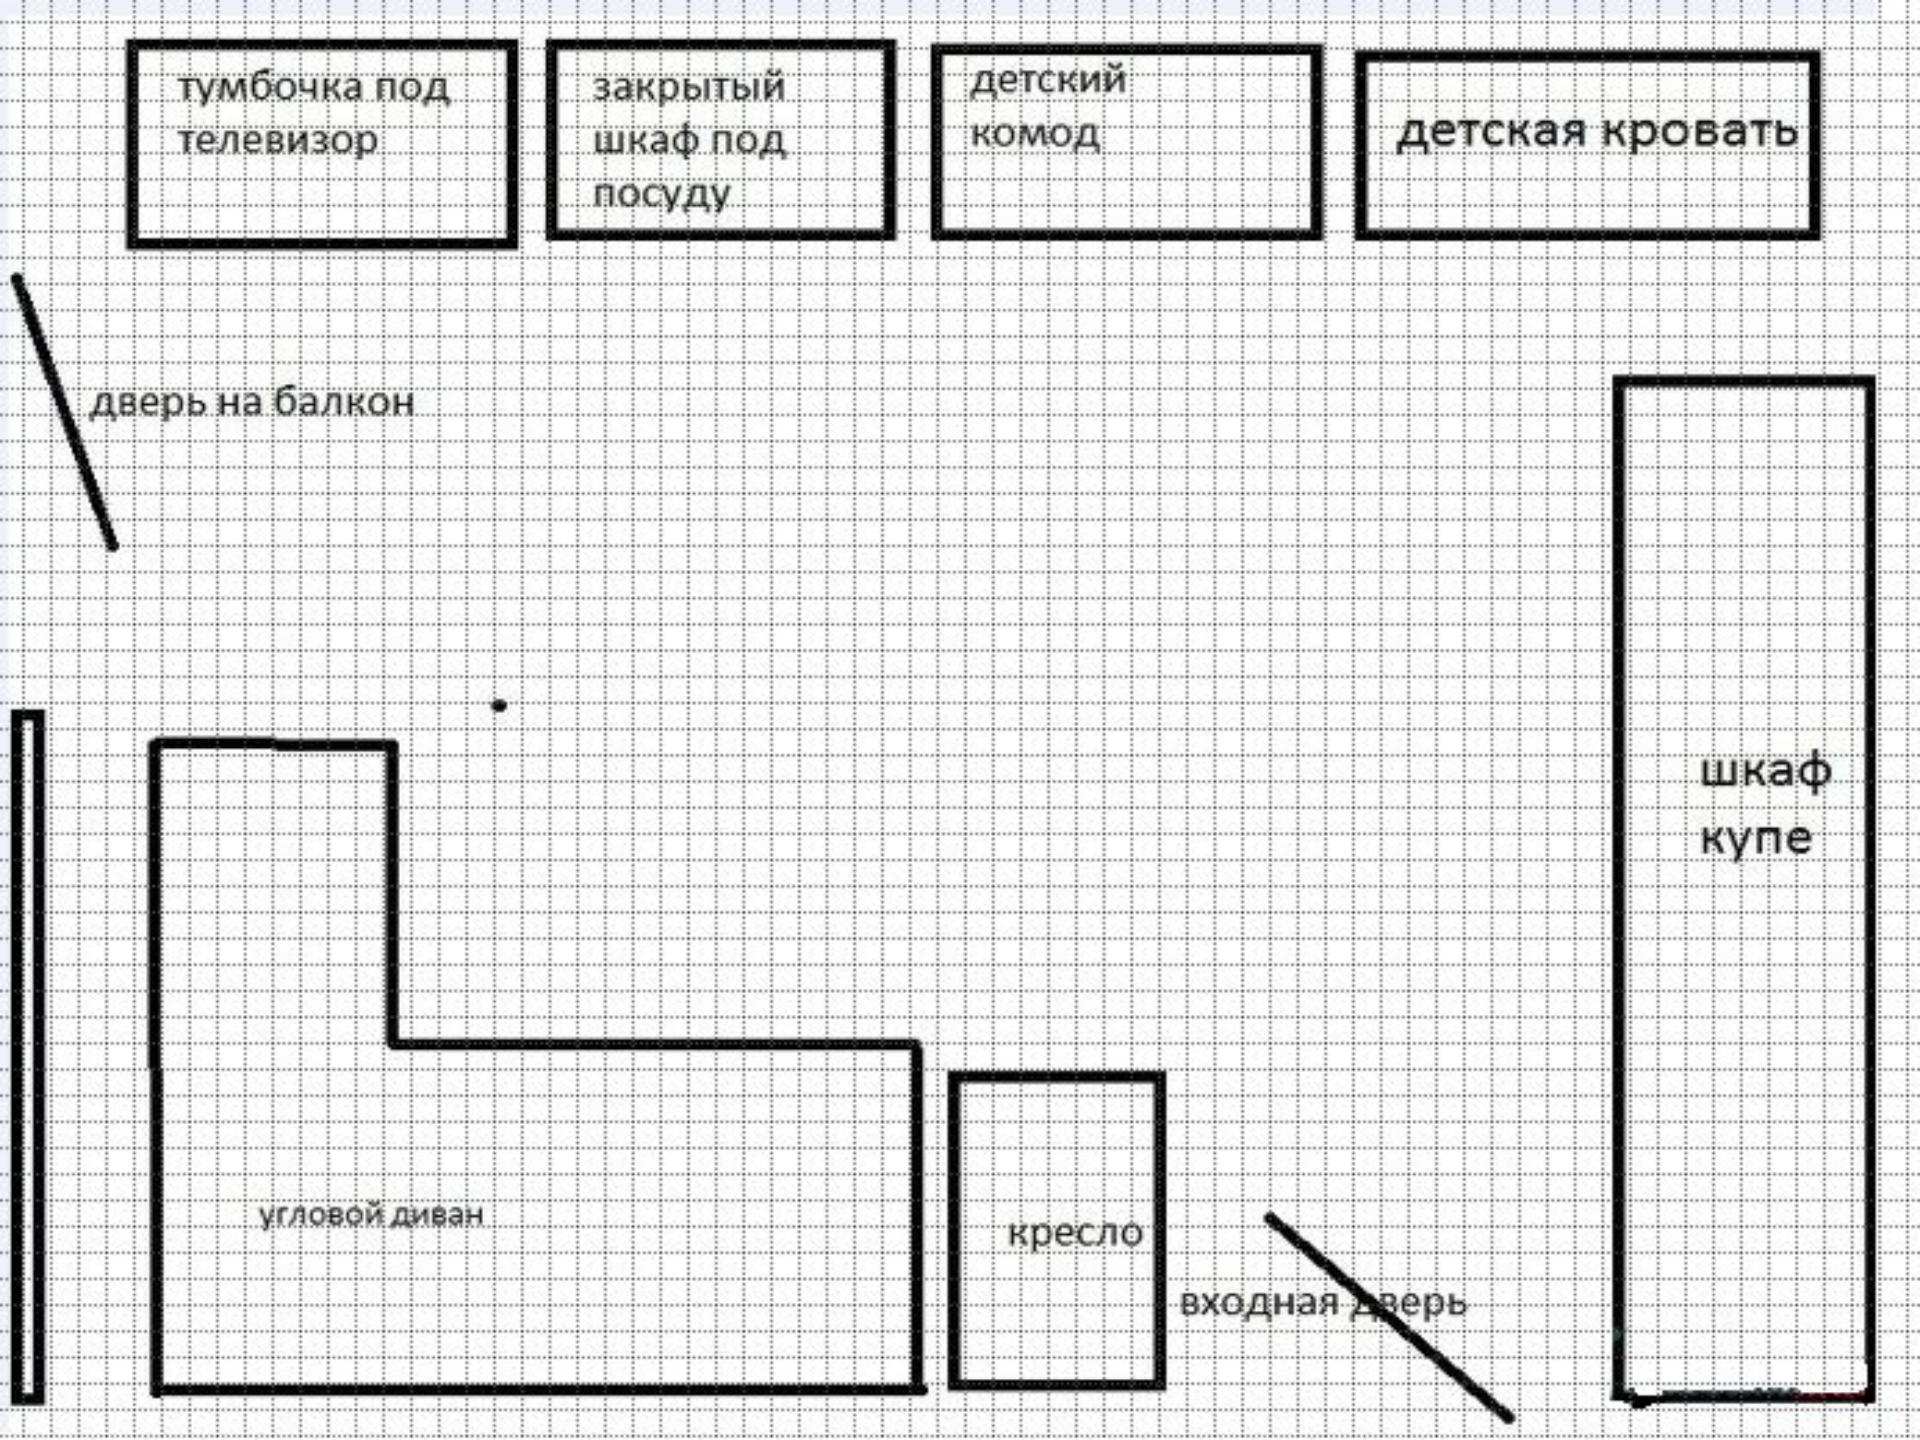 тумбочка под
телевизор
закрытый
шкаф под
посуду
детский
комод
детская кровать
дверь на балкон
шкаф
купе
угловой диван
кресло
входная дверь